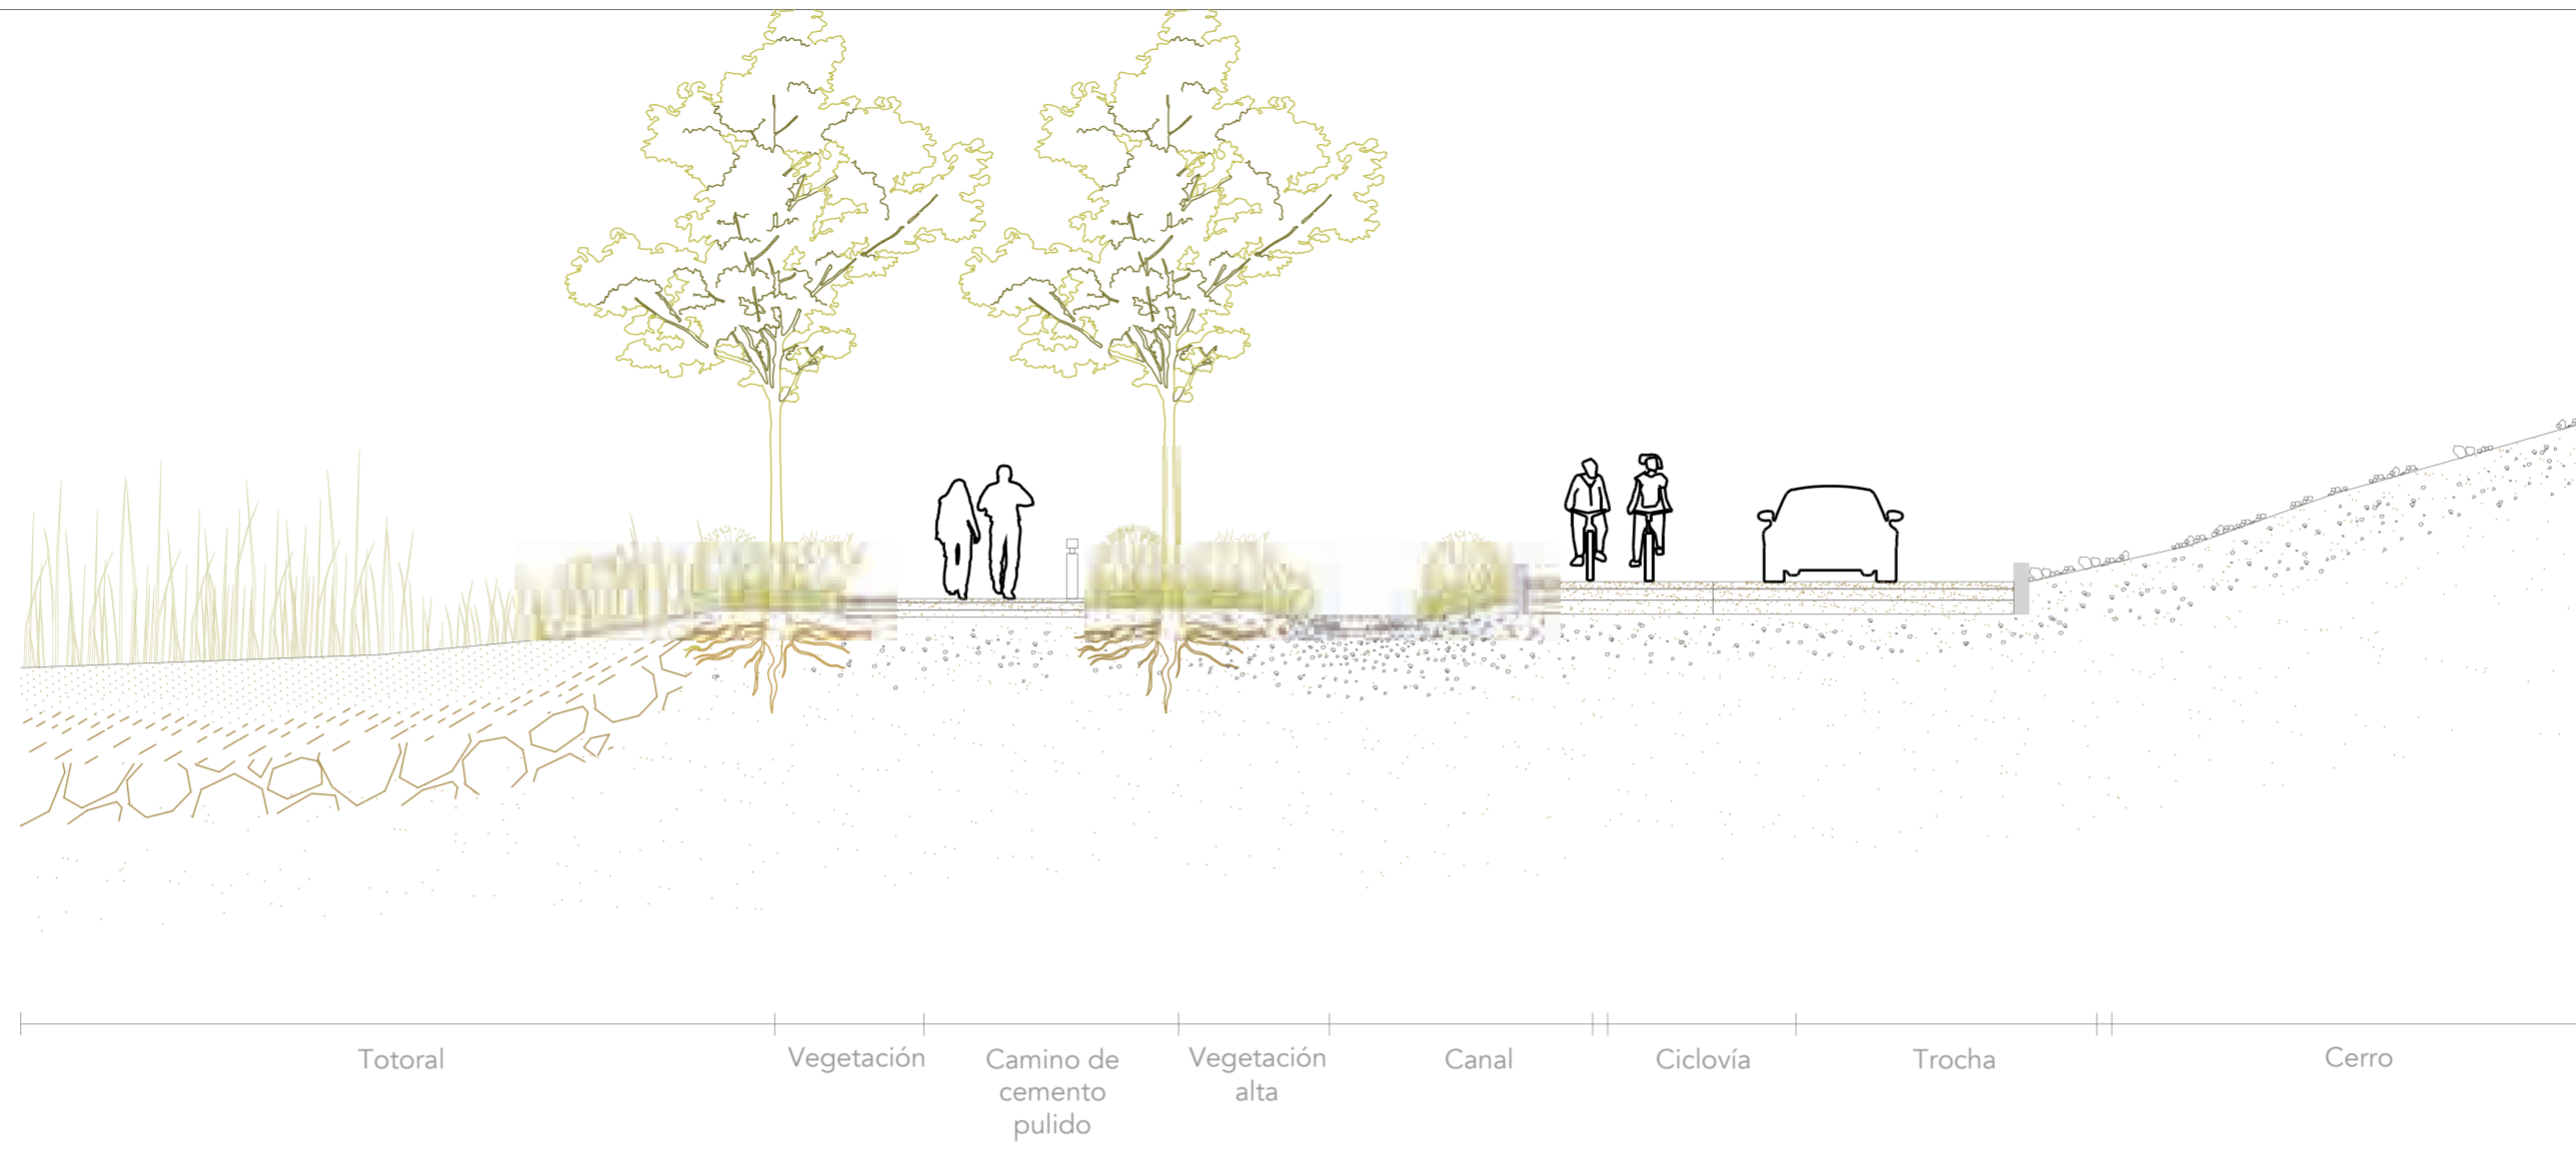 Totoral
Vegetación
Camino de
cemento
pulido
Vegetación
alta
Canal
Ciclovía
Trocha
Cerro